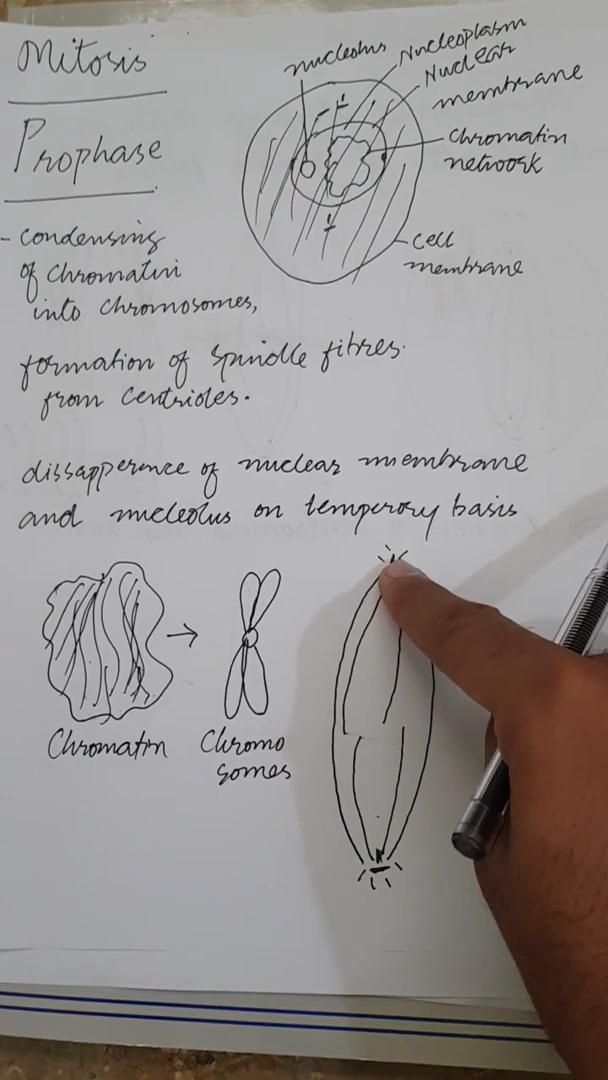 Mitosis
Prophase
- condensing
of chromatin
into chromosomes,
formation of spindle fibres.
from centrioles.
dissapperence of nuclear membrane
and nucleolus on temperory basis
nucleolus
Nucleoplasm
Nuclear
membrane
Chromatin
network
Cell
membrane
Chromatin
Chromo
somes